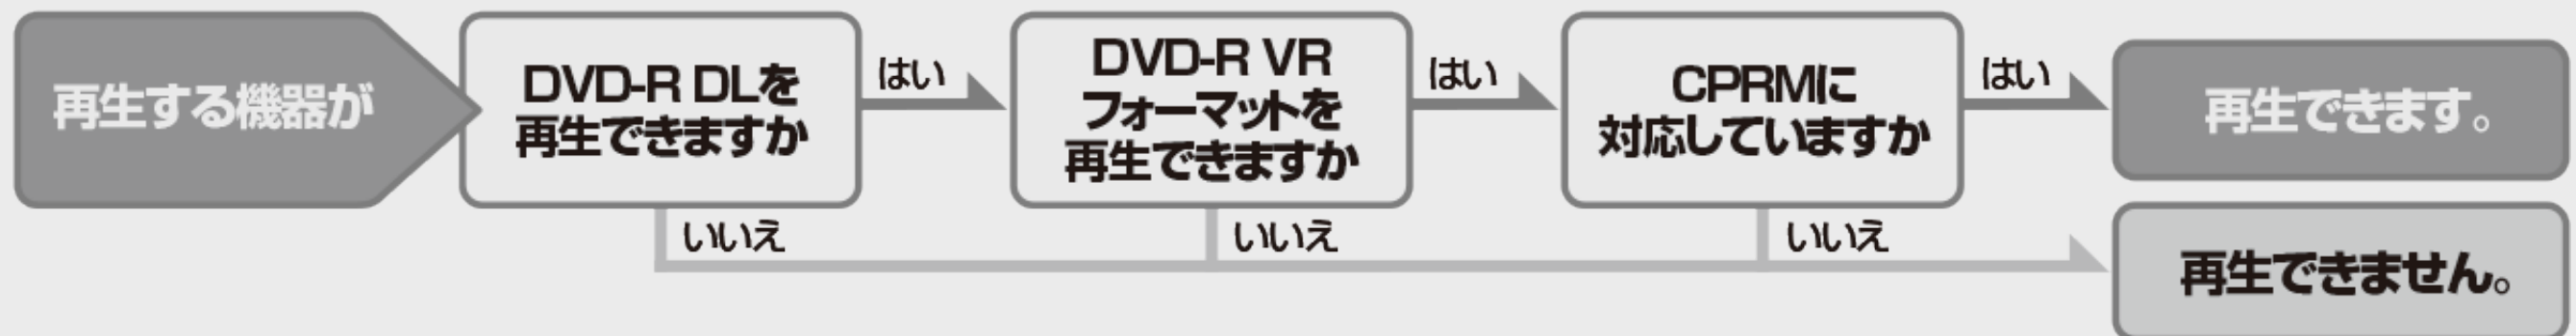 再生する機器が
DVD-R DLを
再生できますか
はい
DVD-R VR
フォーマットを
再生できますか
はい
CPRMに
対応していますか
はい
再生できます。
いいえ
いいえ
いいえ
再生できません。